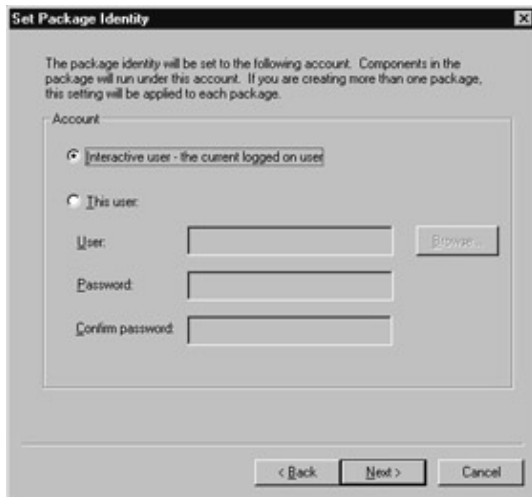 Set Package Identity
The package identity will be set to the following account. Components in the
package will run under this account. If you are creating more than one package,
this setting will be applied to each package.
Account
Interactive user - the current logged on user
This user:
User:
Browse...
Password:
Confirm password:
< Back
Next >
Cancel